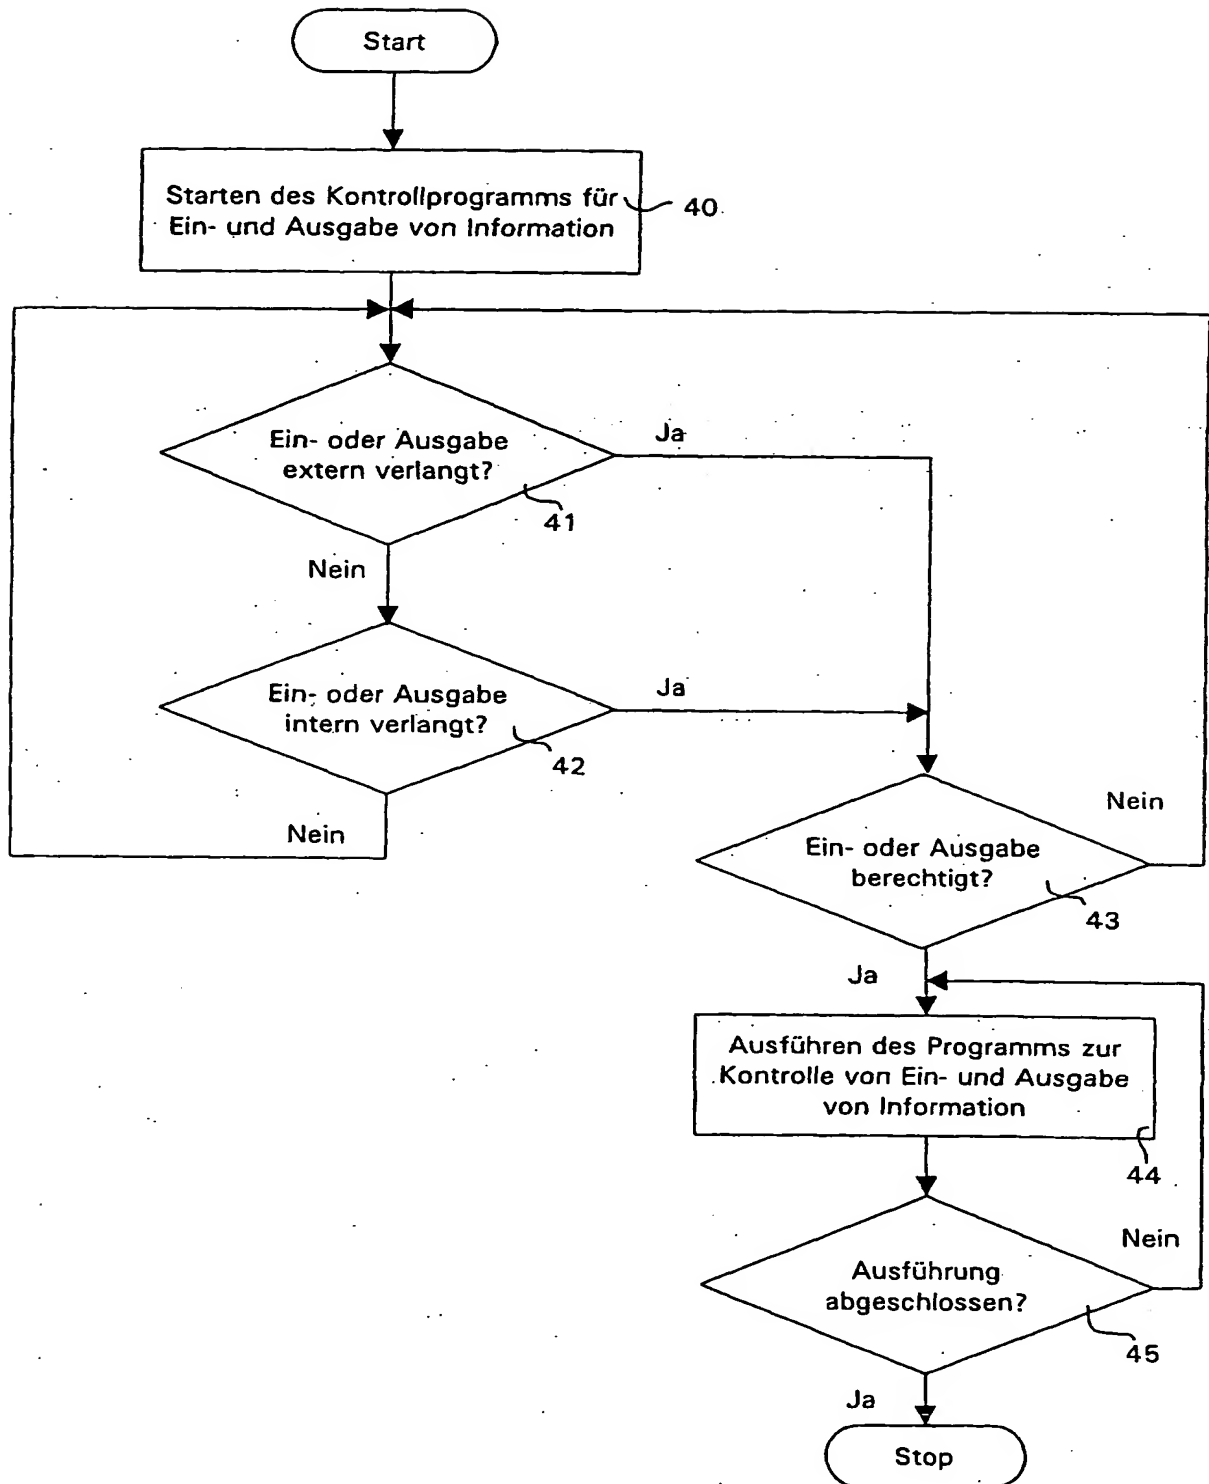 Start
Starten des Kontrollprogramms für
Ein- und Ausgabe von Information
40
Ein- oder Ausgabe
extern verlangt?
Ja
41
Nein
Ein- oder Ausgabe
intern verlangt?
Ja
42
Nein
Ein- oder Ausgabe
berechtigt?
Nein
43
Ja
Ausführen des Programms zur
Kontrolle von Ein- und Ausgabe
von Information
44
Ausführung
abgeschlossen?
Nein
45
Ja
Stop